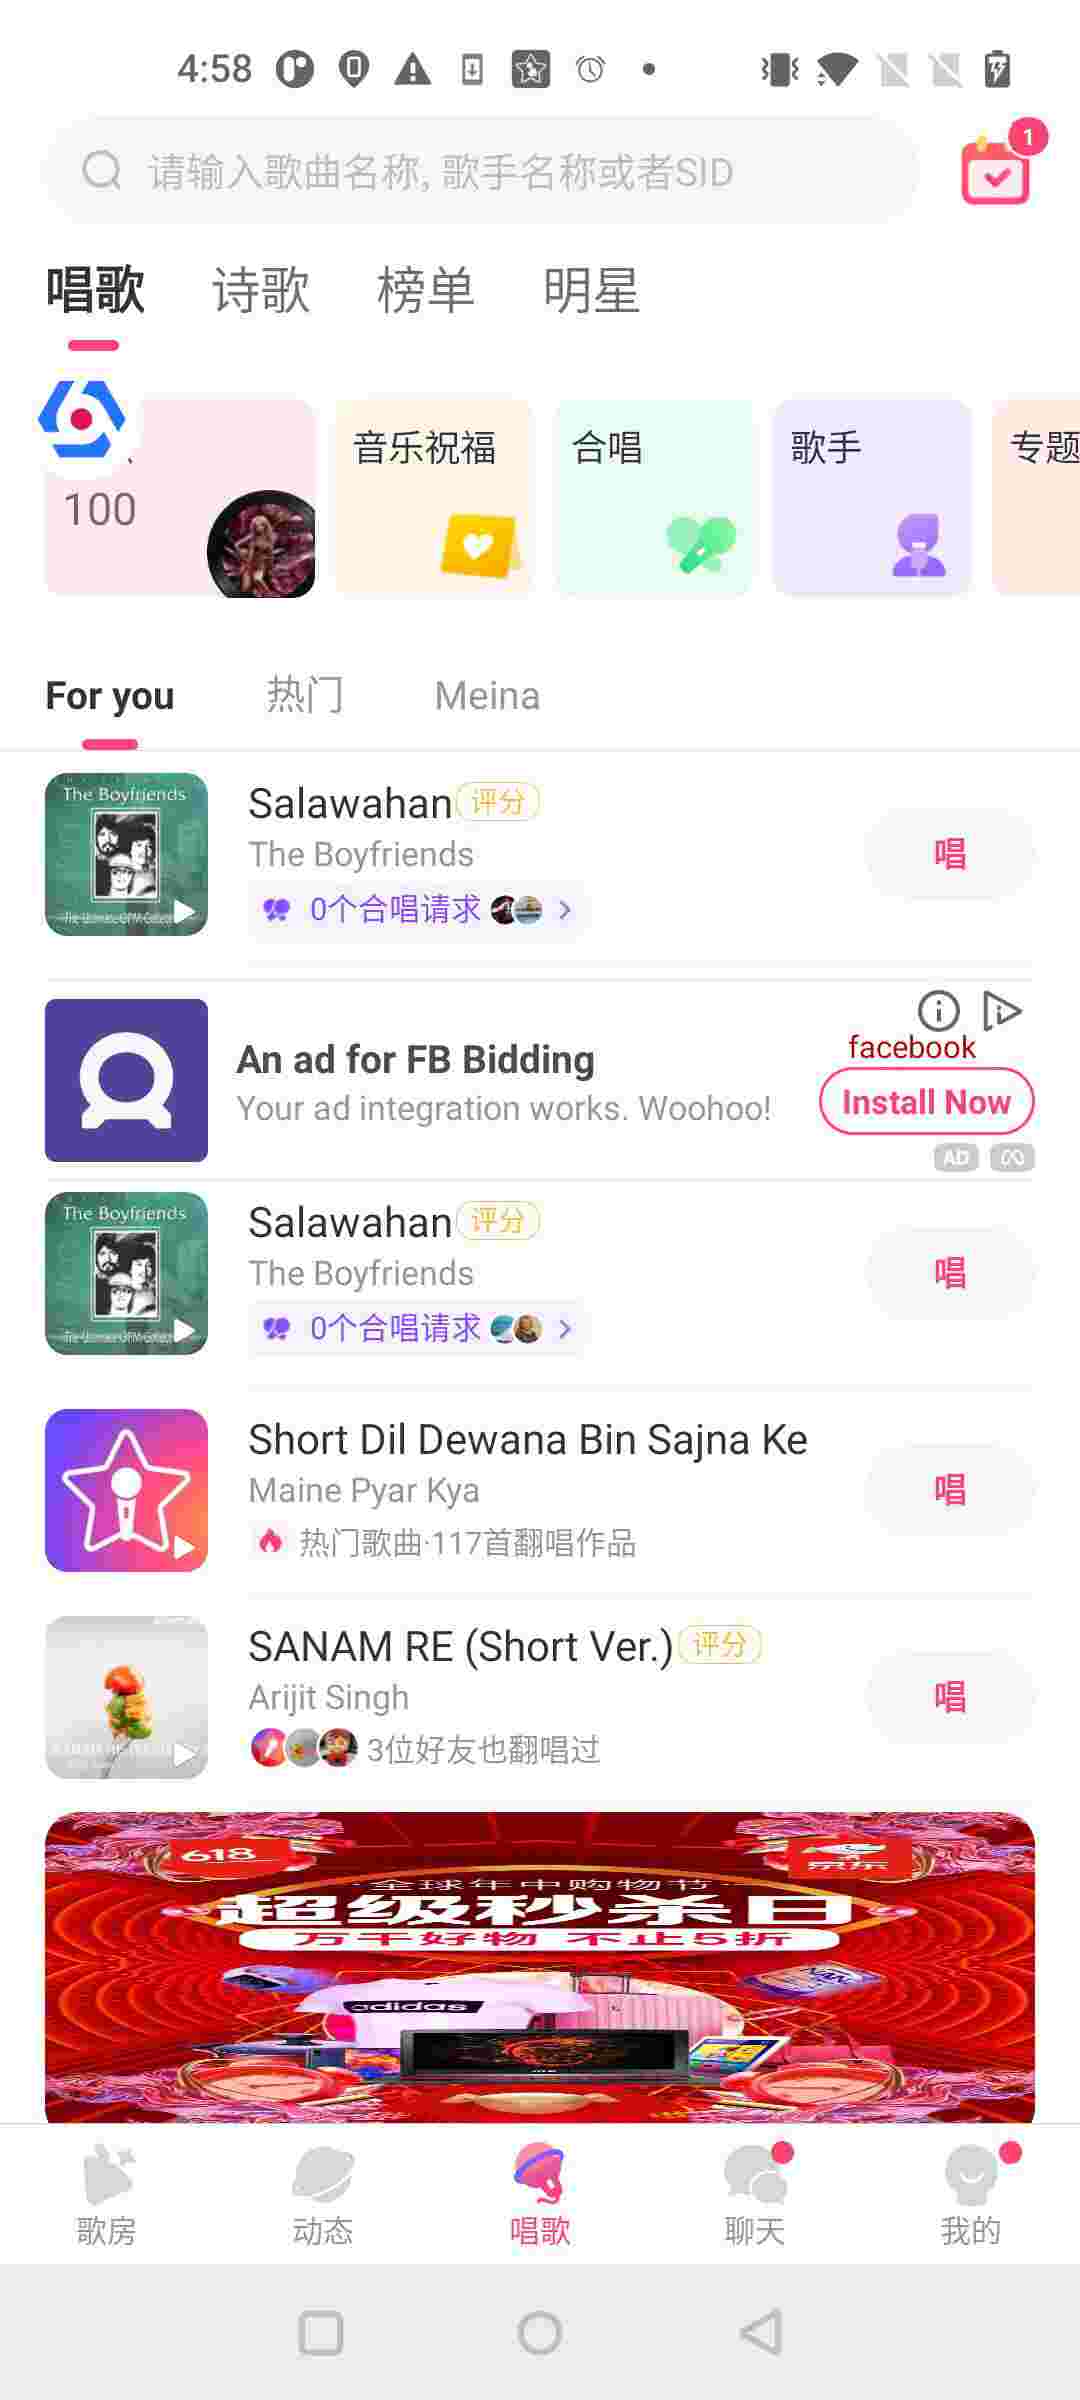 4:58
请输入歌曲名称, 歌手名称或者SID
1
唱歌 诗歌 榜单 明星
100
音乐祝福
合唱
歌手
专题
For you 热门 Meina
The Boyfriends
Salawahan 评分
The Boyfriends
0个合唱请求
唱
An ad for FB Bidding
Your ad integration works. Woohoo!
facebook
Install Now
AD
The Boyfriends
Salawahan 评分
The Boyfriends
0个合唱请求
唱
Short Dil Dewana Bin Sajna Ke
Maine Pyar Kya
热门歌曲·117首翻唱作品
唱
SANAM RE (Short Ver.) 评分
Arijit Singh
3位好友也翻唱过
唱
618
京东
全球年中购物节
超级秒杀日
万千好物 不止5折
adidas
歌房 动态 唱歌 聊天 我的